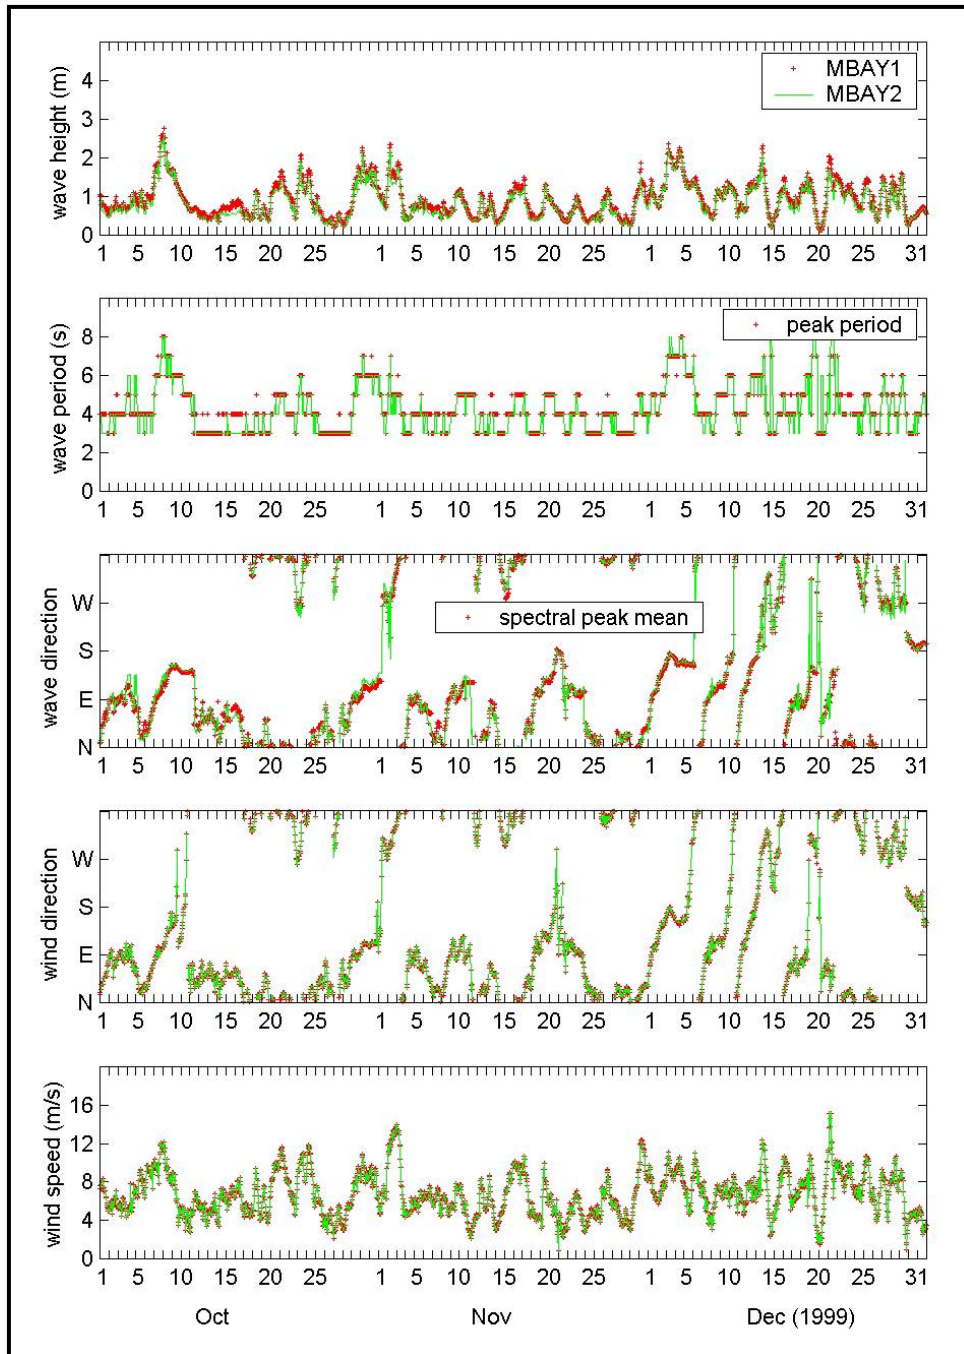 wave height (m)
4
3
2
1
0
MBAY1
MBAY2
1 5 10 15 20 25 1 5 10 15 20 25 1 5 10 15 20 25 31
wave period (s)
8
6
4
2
0
peak period
1 5 10 15 20 25 1 5 10 15 20 25 1 5 10 15 20 25 31
wave direction
W
S
E
N
spectral peak mean
1 5 10 15 20 25 1 5 10 15 20 25 1 5 10 15 20 25 31
wind direction
W
S
E
N
1 5 10 15 20 25 1 5 10 15 20 25 1 5 10 15 20 25 31
wind speed (m/s)
16
12
8
4
0
1 5 10 15 20 25 1 5 10 15 20 25 1 5 10 15 20 25 31
Oct Nov Dec (1999)